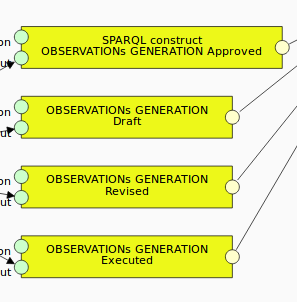 on
SPARQL construct
OBSERVATIONs GENERATION Approved
ut
on
OBSERVATIONs GENERATION
Draft
ut
on
OBSERVATIONs GENERATION
Revised
ut
on
OBSERVATIONs GENERATION
Executed
ut